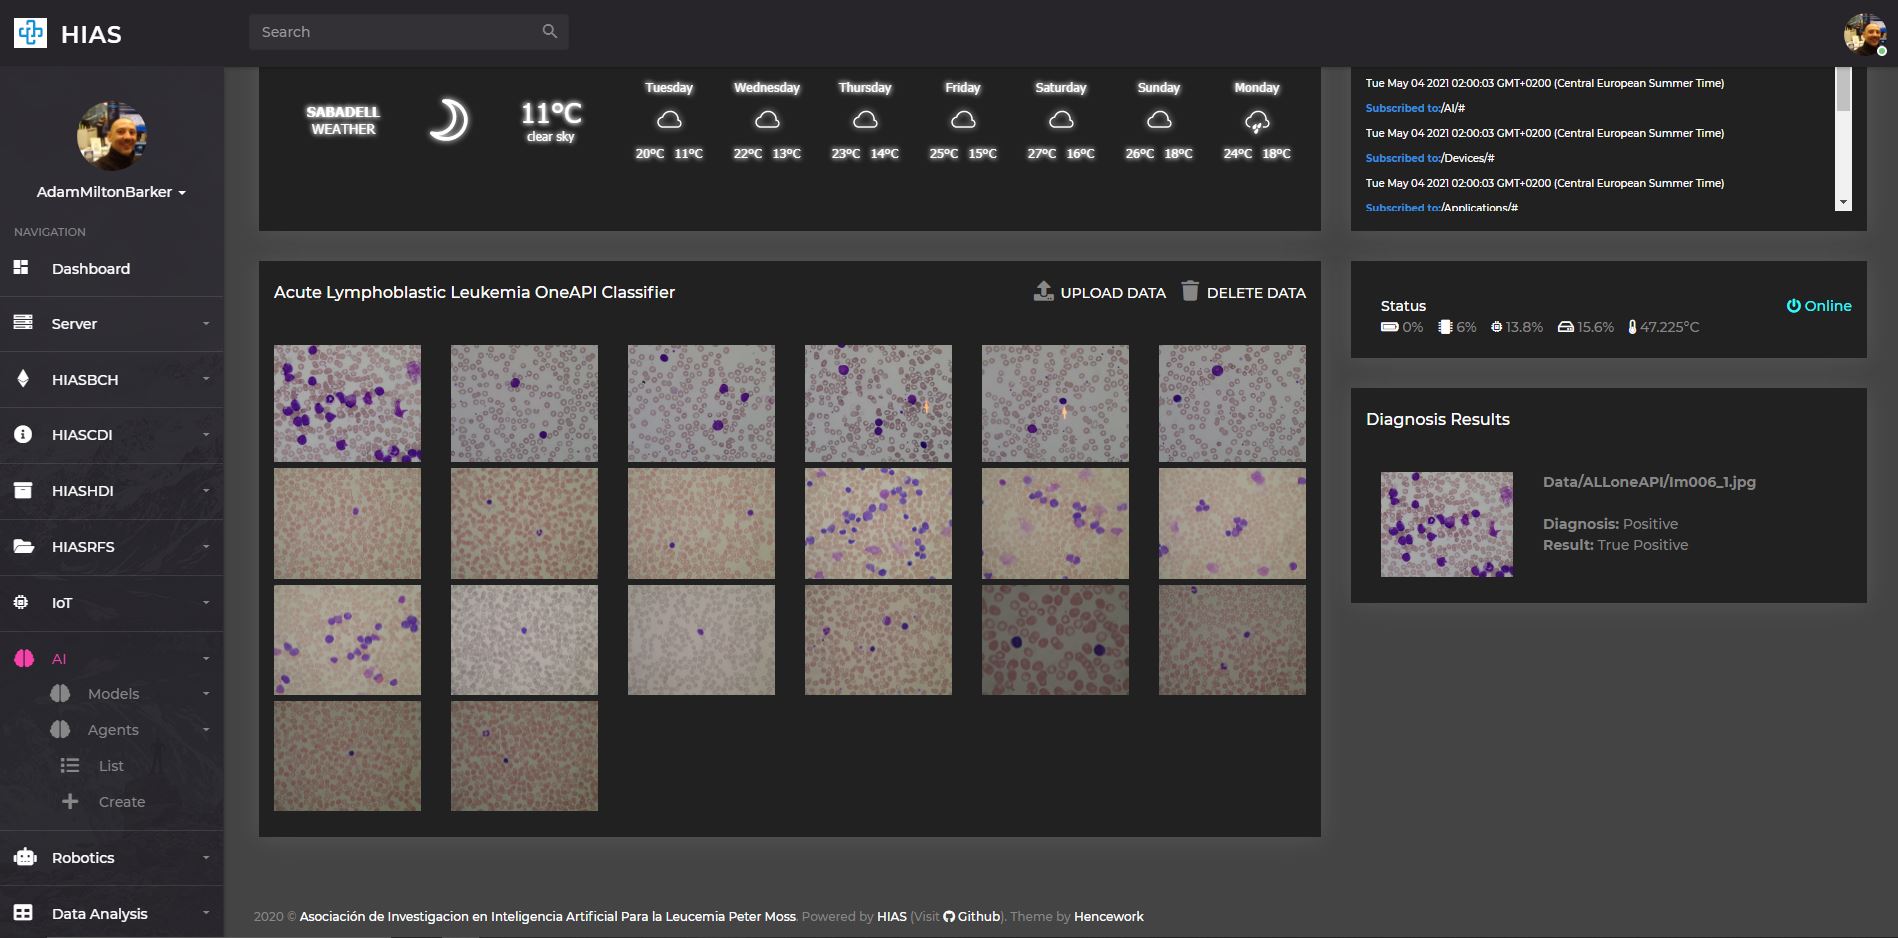 HIAS
Search
AdamMiltonBarker
NAVIGATION
Dashboard
Server
HIASBCH
HIASCDI
HIASHDI
HIASRFS
IoT
AI
Models
Agents
List
Create
Robotics
Data Analysis
SABADELL
WEATHER
11°C
clear sky
Tuesday Wednesday Thursday Friday Saturday Sunday Monday
20°C 11°C 22°C 13°C 23°C 14°C 25°C 15°C 27°C 16°C 26°C 18°C 24°C 18°C
Tue May 04 2021 02:00:03 GMT+0200 (Central European Summer Time)
Subscribed to:/AI/#
Tue May 04 2021 02:00:03 GMT+0200 (Central European Summer Time)
Subscribed to:/Devices/#
Tue May 04 2021 02:00:03 GMT+0200 (Central European Summer Time)
Subscribed to:/Applications/#
Acute Lymphoblastic Leukemia OneAPI Classifier
UPLOAD DATA DELETE DATA
Status
Online
0% 6% 13.8% 15.6% 47.225°C
Diagnosis Results
Data/ALLoneAPI/Im006_1.jpg
Diagnosis: Positive
Result: True Positive
2020 © Asociación de Investigacion en Inteligencia Artificial Para la Leucemia Peter Moss. Powered by HIAS (Visit Github). Theme by Hencework